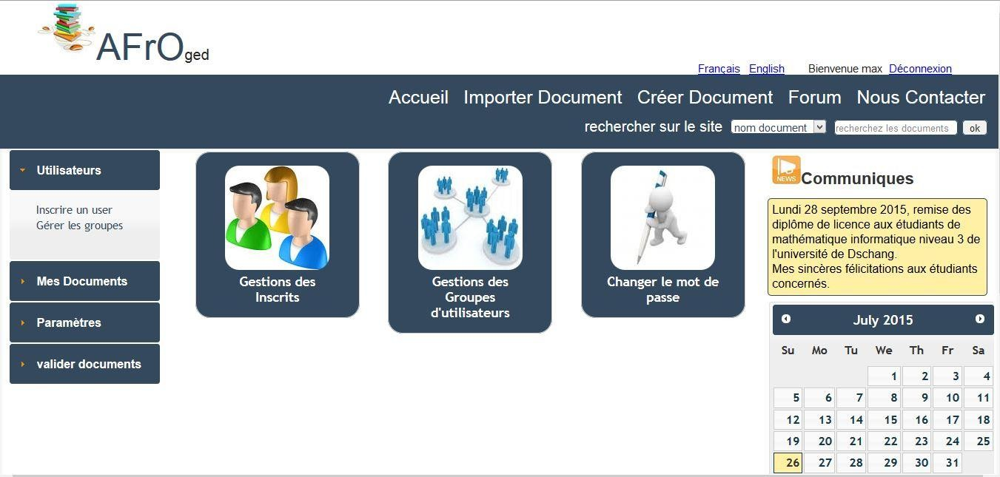 AFrOged
Français English Bienvenue max Déconnexion
Accueil Importer Document Créer Document Forum Nous Contacter
rechercher sur le site nom document recherchez les documents ok
Utilisateurs
Inscrire un user
Gérer les groupes
Mes Documents
Paramètres
valider documents
Gestions des
Inscrits
Gestions des
Groupes
d'utilisateurs
Changer le mot de
passe
NEWS Communiques
Lundi 28 septembre 2015, remise des
diplôme de licence aux étudiants de
mathématique informatique niveau 3 de
l'université de Dschang.
Mes sincères félicitations aux étudiants
concernés.
July 2015
Su Mo Tu We Th Fr Sa
1 2 3 4
5 6 7 8 9 10 11
12 13 14 15 16 17 18
19 20 21 22 23 24 25
26 27 28 29 30 31